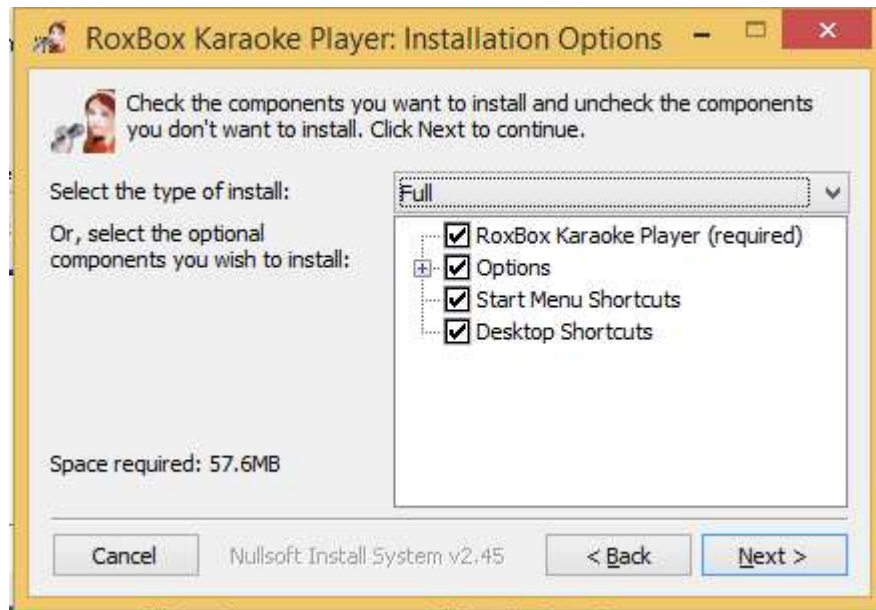 RoxBox Karaoke Player: Installation Options
Check the components you want to install and uncheck the components
you don't want to install. Click Next to continue.
Select the type of install:
Full
Or, select the optional
components you wish to install:
RoxBox Karaoke Player (required)
Options
Start Menu Shortcuts
Desktop Shortcuts
Space required: 57.6MB
Cancel
Nullsoft Install System v2.45
< Back
Next >